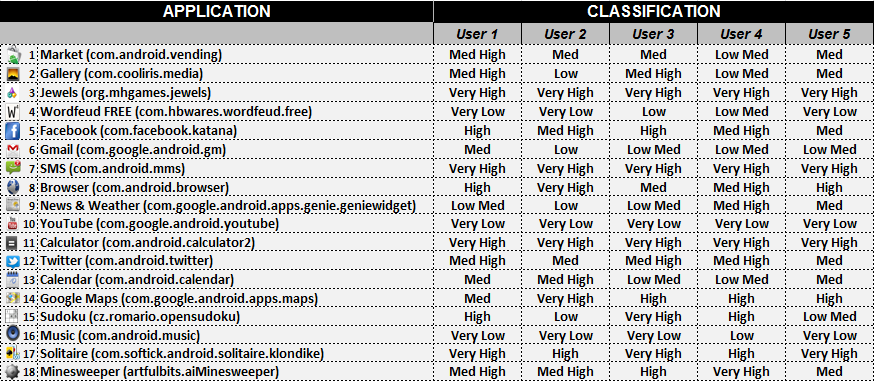 APPLICATION CLASSIFICATION
User 1 User 2 User 3 User 4 User 5
1 Market (com.android.vending) Med High Med Med Low Med Med
2 Gallery (com.cooliris.media) Med High Low Med High Low Med Med
3 Jewels (org.mhgames.jewels) Very High Very High Very High Very High Very High
4 Wordfeud FREE (com.hbwares.wordfeud.free) Very Low Very Low Low Low Med Very Low
5 Facebook (com.facebook.katana) High Med High High Med High Med
6 Gmail (com.google.android.gm) Med Low Low Med Low Med Low Med
7 SMS (com.android.mms) Very High Very High Very High Very High Very High
8 Browser (com.android.browser) High Very High Med Med High High
9 News & Weather (com.google.android.apps.genie.geniewidget) Low Med Low Low Med Med High Med
10 YouTube (com.google.android.youtube) Very Low Very Low Very Low Very Low Very Low
11 Calculator (com.android.calculator2) Very High Very High Very High Very High Very High
12 Twitter (com.android.twitter) Med High Med Med High Med High Med
13 Calendar (com.android.calendar) Med Med High Low Med Low Med Med
14 Google Maps (com.google.android.apps.maps) Med Very High High High High
15 Sudoku (cz.romario.opensudoku) High Low Very High High Low Med
16 Music (com.android.music) Very Low Very Low Very Low Low Very Low
17 Solitaire (com.softick.android.solitaire.klondike) Very High High Very High High Very High
18 Minesweeper (artfulbits.aiMinesweeper) Med High Med High High Very High Med